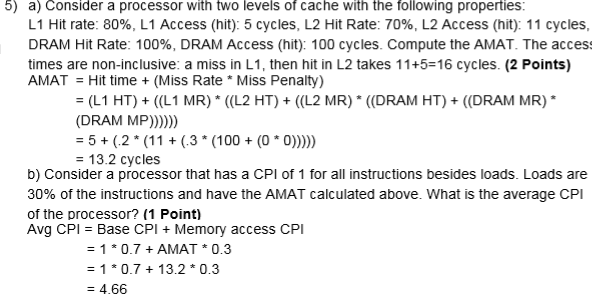 5) a) Consider a processor with two levels of cache with the following properties:
L1 Hit rate: 80%, L1 Access (hit): 5 cycles, L2 Hit Rate: 70%, L2 Access (hit): 11 cycles,
DRAM Hit Rate: 100%, DRAM Access (hit): 100 cycles. Compute the AMAT. The access
times are non-inclusive: a miss in L1, then hit in L2 takes 11+5=16 cycles. (2 Points)
AMAT = Hit time + (Miss Rate * Miss Penalty)
= (L1 HT) + ((L1 MR) * ((L2 HT) + ((L2 MR) * ((DRAM HT) + ((DRAM MR) *
(DRAM MP))))))
= 5 + (.2 * (11 + (.3 * (100 + (0 * 0)))))
= 13.2 cycles
b) Consider a processor that has a CPI of 1 for all instructions besides loads. Loads are
30% of the instructions and have the AMAT calculated above. What is the average CPI
of the processor? (1 Point)
Avg CPI = Base CPI + Memory access CPI
= 1 * 0.7 + AMAT * 0.3
= 1 * 0.7 + 13.2 * 0.3
= 4.66